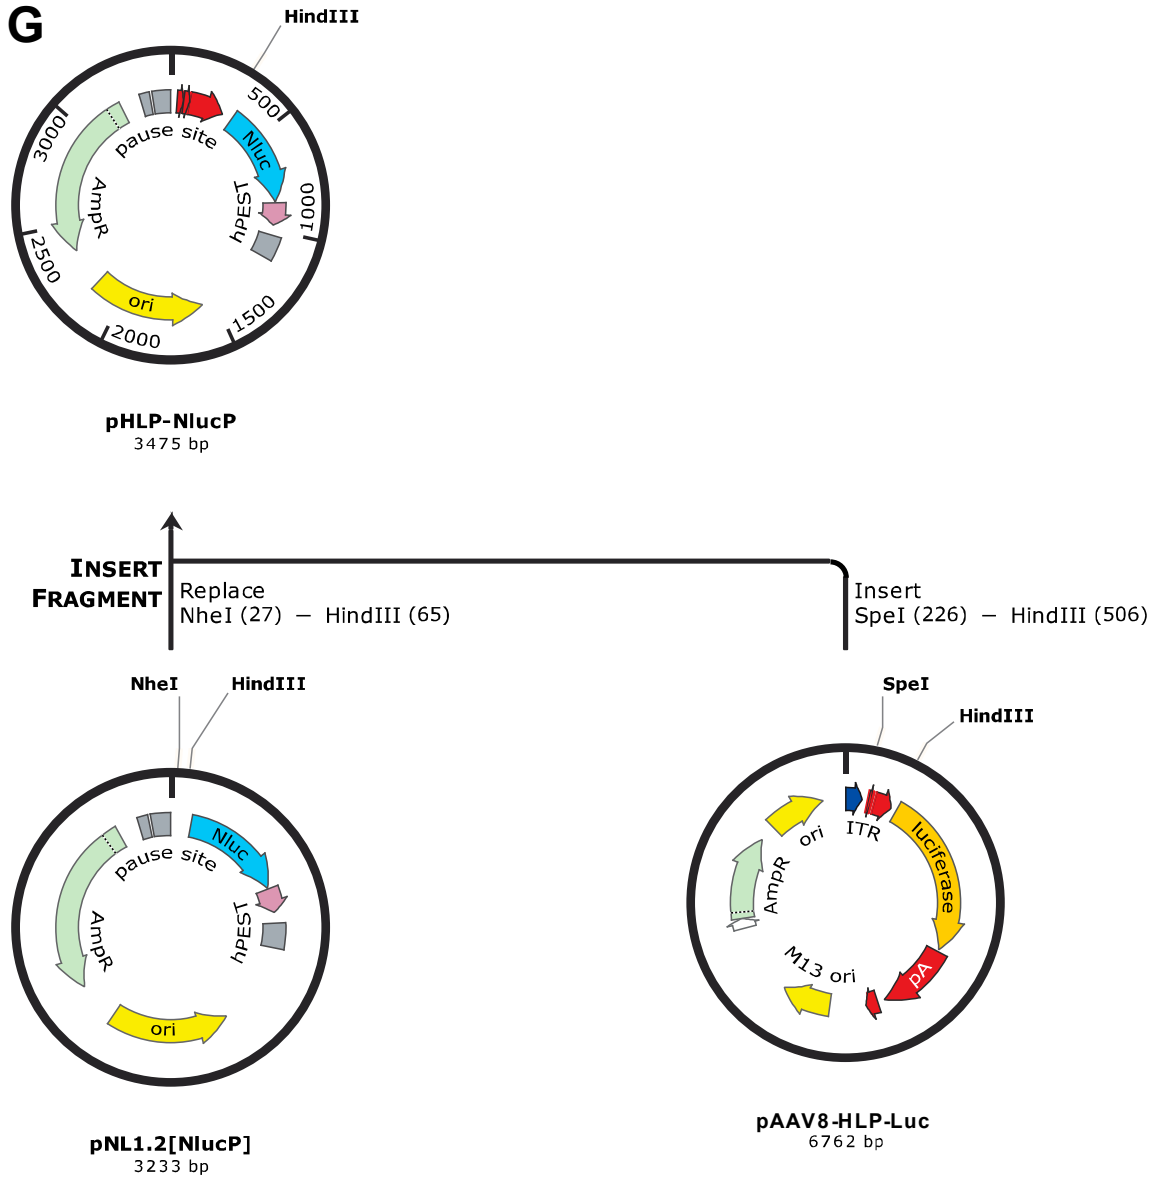 G
HindIII
500
1000
1500
2000
2500
3000
pause site
Nluc
hPEST
AmpR
ori
pHLP-NlucP
3475 bp
INSERT
FRAGMENT
Replace
NheI (27) – HindIII (65)
Insert
SpeI (226) – HindIII (506)
NheI
HindIII
pause site
Nluc
hPEST
AmpR
ori
pNL1.2[NlucP]
3233 bp
SpeI
HindIII
ori
ITR
luciferase
AmpR
M13 ori
pA
pAAV8-HLP-Luc
6762 bp